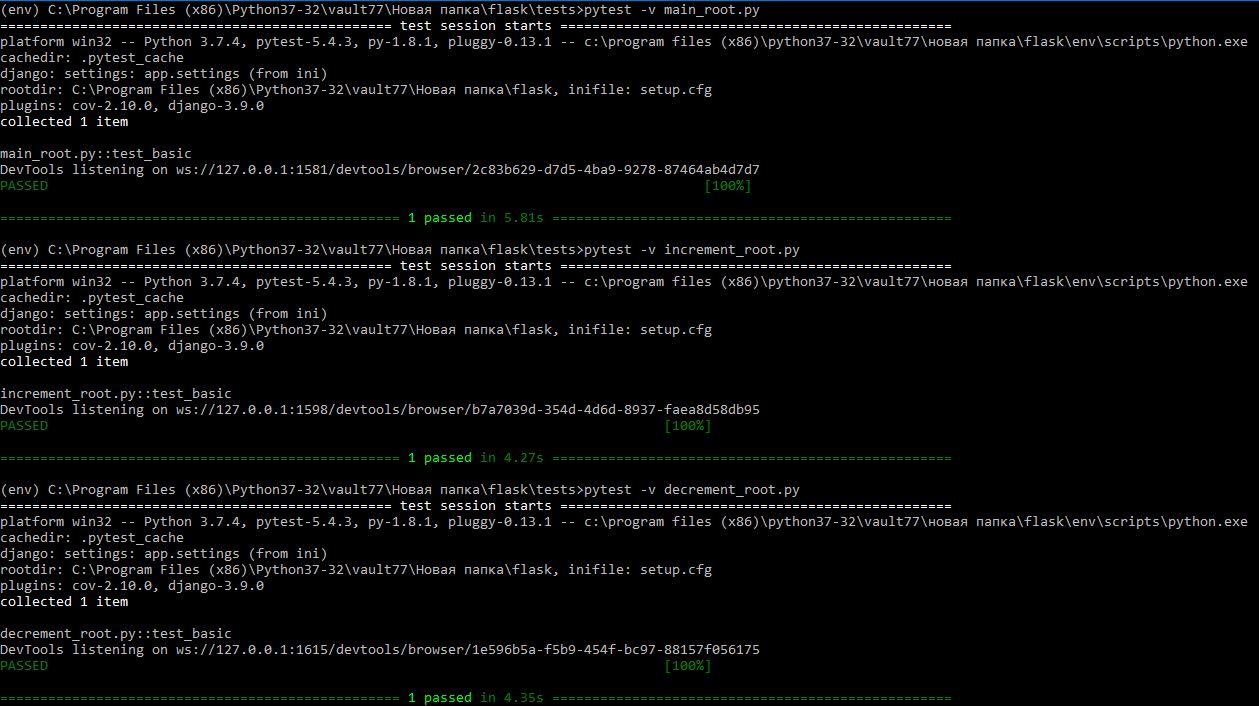 (env) C:\Program Files (x86)\Python37-32\vault77\Новая папка\flask\tests>pytest -v main_root.py
================================================= test session starts =================================================
platform win32 -- Python 3.7.4, pytest-5.4.3, py-1.8.1, pluggy-0.13.1 -- c:\program files (x86)\python37-32\vault77\новая папка\flask\env\scripts\python.exe
cachedir: .pytest_cache
django: settings: app.settings (from ini)
rootdir: C:\Program Files (x86)\Python37-32\vault77\Новая папка\flask, inifile: setup.cfg
plugins: cov-2.10.0, django-3.9.0
collected 1 item
main_root.py::test_basic
DevTools listening on ws://127.0.0.1:1581/devtools/browser/2c83b629-d7d5-4ba9-9278-87464ab4d7d7
PASSED [100%]
================================================== 1 passed in 5.81s ==================================================
(env) C:\Program Files (x86)\Python37-32\vault77\Новая папка\flask\tests>pytest -v increment_root.py
================================================= test session starts =================================================
platform win32 -- Python 3.7.4, pytest-5.4.3, py-1.8.1, pluggy-0.13.1 -- c:\program files (x86)\python37-32\vault77\новая папка\flask\env\scripts\python.exe
cachedir: .pytest_cache
django: settings: app.settings (from ini)
rootdir: C:\Program Files (x86)\Python37-32\vault77\Новая папка\flask, inifile: setup.cfg
plugins: cov-2.10.0, django-3.9.0
collected 1 item
increment_root.py::test_basic
DevTools listening on ws://127.0.0.1:1598/devtools/browser/b7a7039d-354d-4d6d-8937-faea8d58db95
PASSED [100%]
================================================== 1 passed in 4.27s ==================================================
(env) C:\Program Files (x86)\Python37-32\vault77\Новая папка\flask\tests>pytest -v decrement_root.py
================================================= test session starts =================================================
platform win32 -- Python 3.7.4, pytest-5.4.3, py-1.8.1, pluggy-0.13.1 -- c:\program files (x86)\python37-32\vault77\новая папка\flask\env\scripts\python.exe
cachedir: .pytest_cache
django: settings: app.settings (from ini)
rootdir: C:\Program Files (x86)\Python37-32\vault77\Новая папка\flask, inifile: setup.cfg
plugins: cov-2.10.0, django-3.9.0
collected 1 item
decrement_root.py::test_basic
DevTools listening on ws://127.0.0.1:1615/devtools/browser/1e596b5a-f5b9-454f-bc97-88157f056175
PASSED [100%]
================================================== 1 passed in 4.35s ==================================================